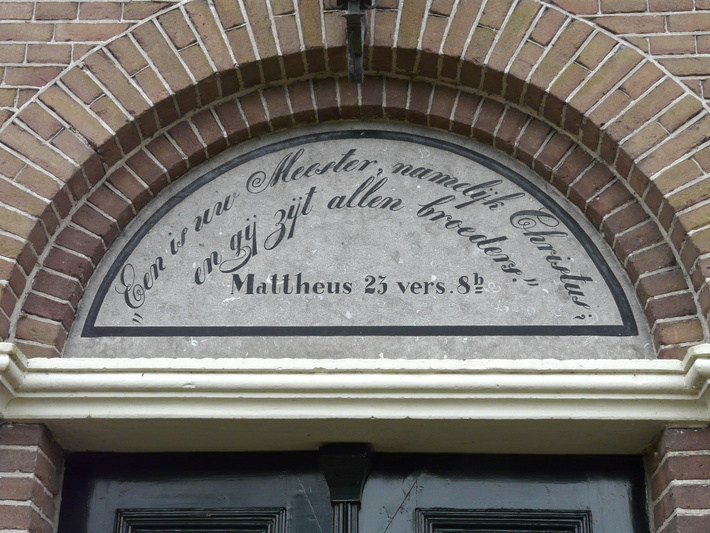 „Een is uw Meester, namelijk Christus;
en gij zijt allen broeders."
Mattheus 23 vers. 8b